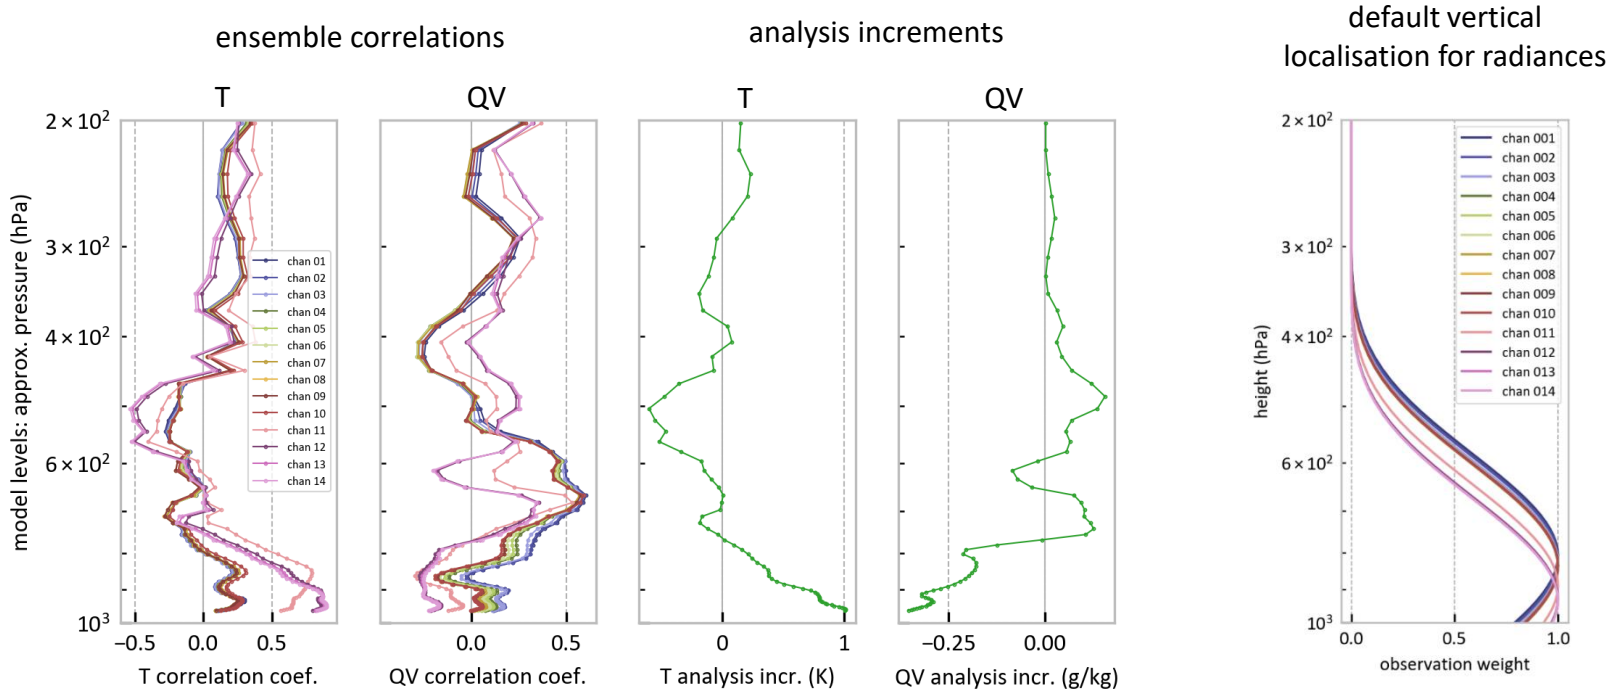 ensemble correlations
analysis increments
default vertical
localisation for radiances
T
QV
T
QV
model levels: approx. pressure (hPa)
2 × 10²
3 × 10²
4 × 10²
6 × 10²
10³
chan 01
chan 02
chan 03
chan 04
chan 05
chan 06
chan 07
chan 08
chan 09
chan 10
chan 11
chan 12
chan 13
chan 14
−0.5
0.0
0.5
T correlation coef.
0.0
0.5
QV correlation coef.
0
1
T analysis incr. (K)
−0.25
0.00
QV analysis incr. (g/kg)
height (hPa)
2 × 10²
3 × 10²
4 × 10²
6 × 10²
10³
chan 001
chan 002
chan 003
chan 004
chan 005
chan 006
chan 007
chan 008
chan 009
chan 010
chan 011
chan 012
chan 013
chan 014
0.0
0.5
1.0
observation weight